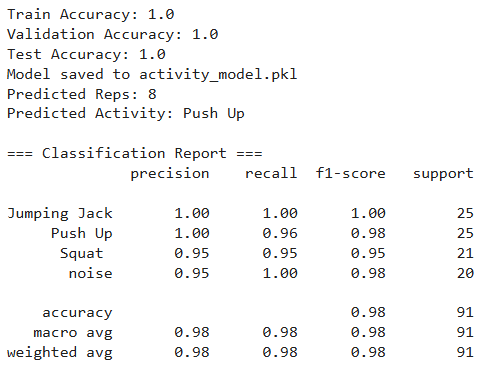 Train Accuracy: 1.0
Validation Accuracy: 1.0
Test Accuracy: 1.0
Model saved to activity_model.pkl
Predicted Reps: 8
Predicted Activity: Push Up

=== Classification Report ===
              precision    recall  f1-score   support

Jumping Jack       1.00      1.00      1.00        25
     Push Up       1.00      0.96      0.98        25
      Squat        0.95      0.95      0.95        21
       noise       0.95      1.00      0.98        20

    accuracy                           0.98        91
   macro avg       0.98      0.98      0.98        91
weighted avg       0.98      0.98      0.98        91